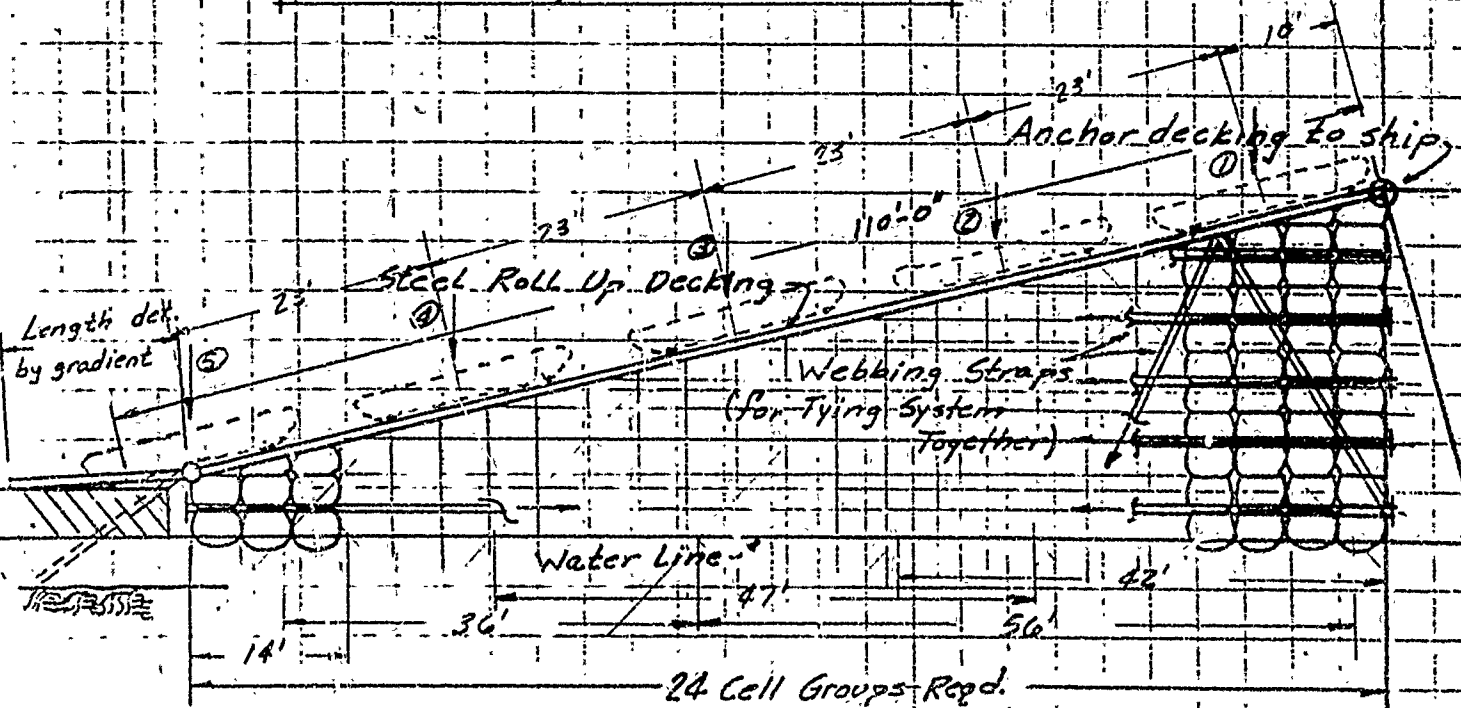 10'
23'
Anchor decking to ship
23'
①
110'-0"
②
23'
③
Steel Roll Up Decking
23'
④
Length det.
by gradient
⑤
Webbing Straps
(for Tying System
Together)
Water Line
42'
47'
36'
56'
14'
24 Cell Groups Reqd.